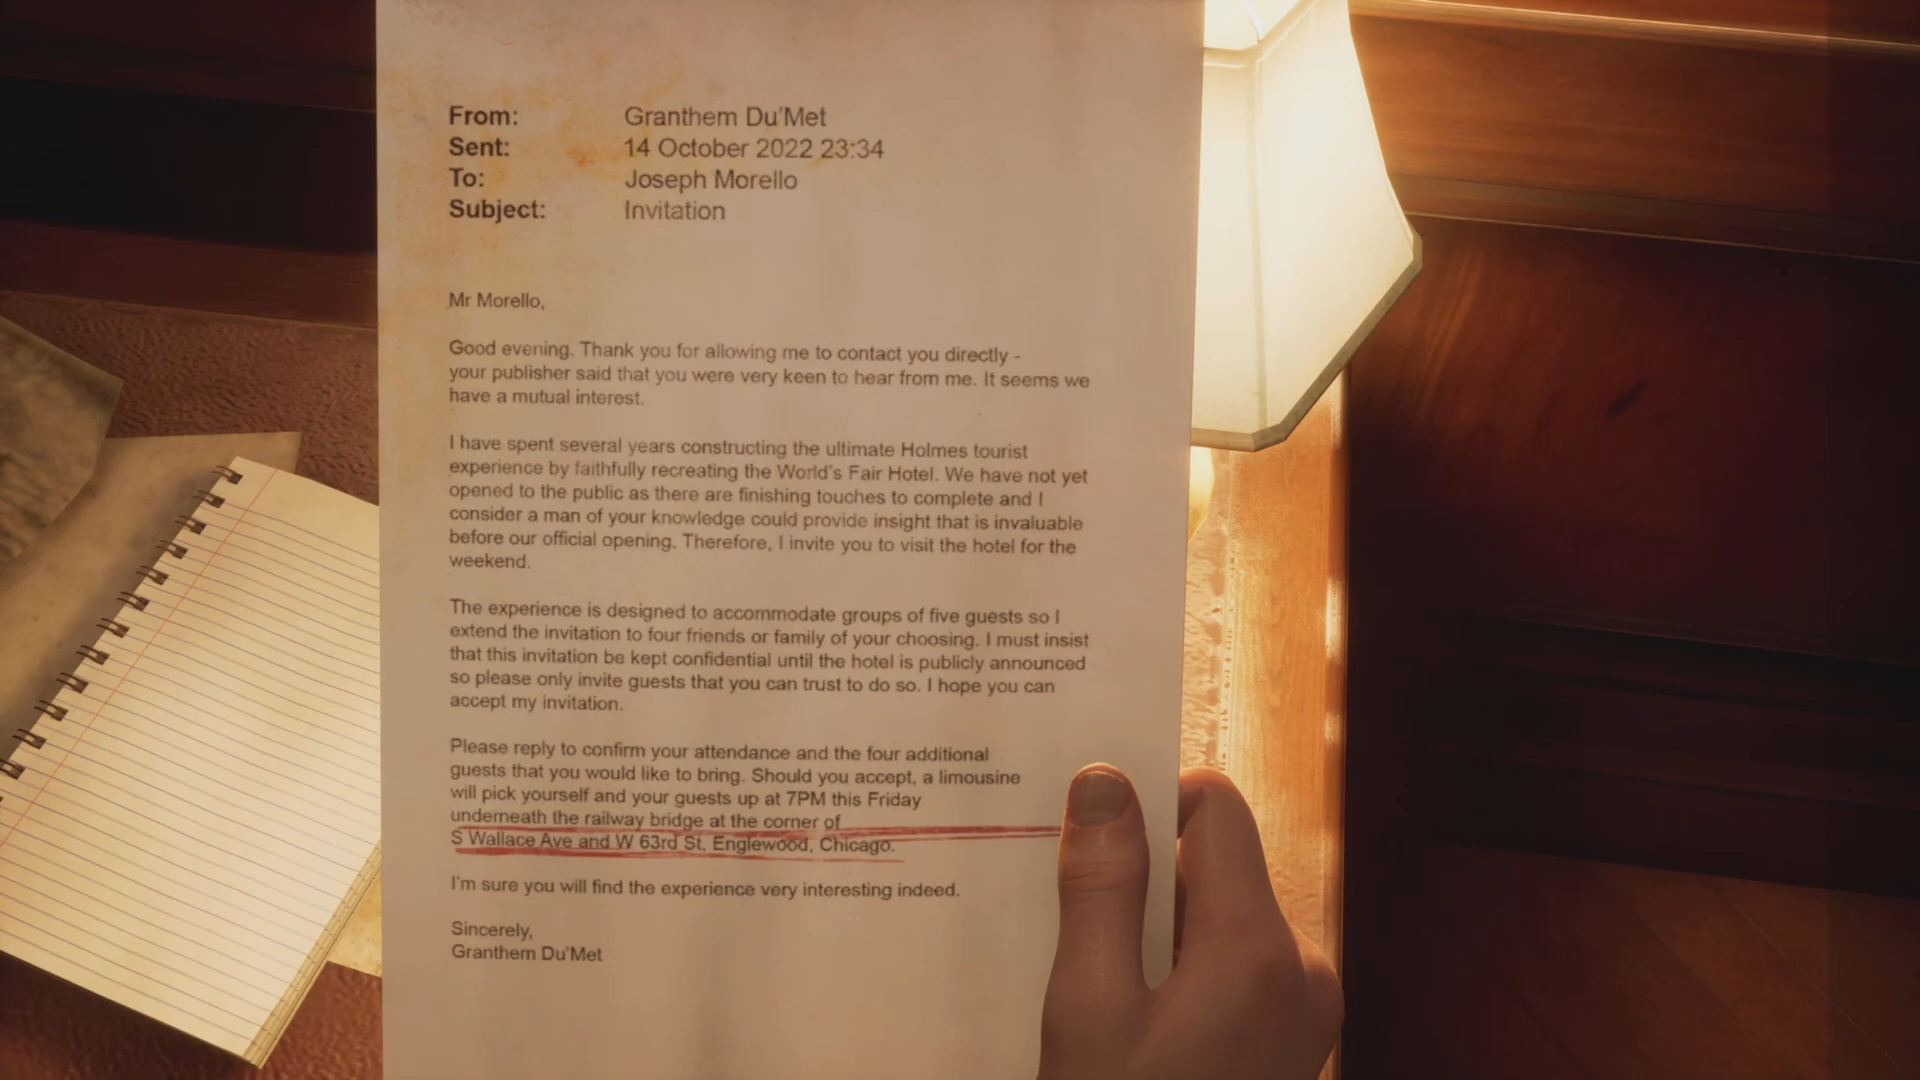 From: Granthem Du'Met
Sent: 14 October 2022 23:34
To: Joseph Morello
Subject: Invitation
Mr Morello,
Good evening. Thank you for allowing me to contact you directly -
your publisher said that you were very keen to hear from me. It seems we
have a mutual interest.
I have spent several years constructing the ultimate Holmes tourist
experience by faithfully recreating the World's Fair Hotel. We have not yet
opened to the public as there are finishing touches to complete and I
consider a man of your knowledge could provide insight that is invaluable
before our official opening. Therefore, I invite you to visit the hotel for the
weekend.
The experience is designed to accommodate groups of five guests so I
extend the invitation to four friends or family of your choosing. I must insist
that this invitation be kept confidential until the hotel is publicly announced
so please only invite guests that you can trust to do so. I hope you can
accept my invitation.
Please reply to confirm your attendance and the four additional
guests that you would like to bring. Should you accept, a limousine
will pick yourself and your guests up at 7PM this Friday
underneath the railway bridge at the corner of
S Wallace Ave and W 63rd St, Englewood, Chicago.
I'm sure you will find the experience very interesting indeed.
Sincerely,
Granthem Du'Met